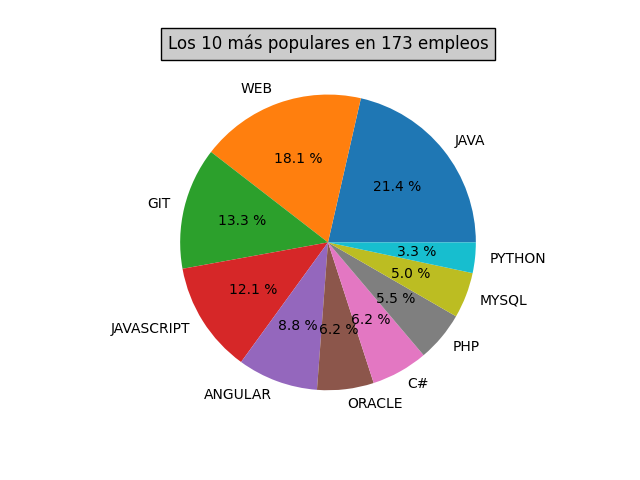 Los 10 más populares en 173 empleos
WEB
JAVA
18.1 %
21.4 %
GIT
13.3 %
3.3 %
PYTHON
5.0 %
12.1 %
5.5 %
MYSQL
JAVASCRIPT
8.8 %
6.2 %
6.2 %
PHP
C#
ANGULAR
ORACLE